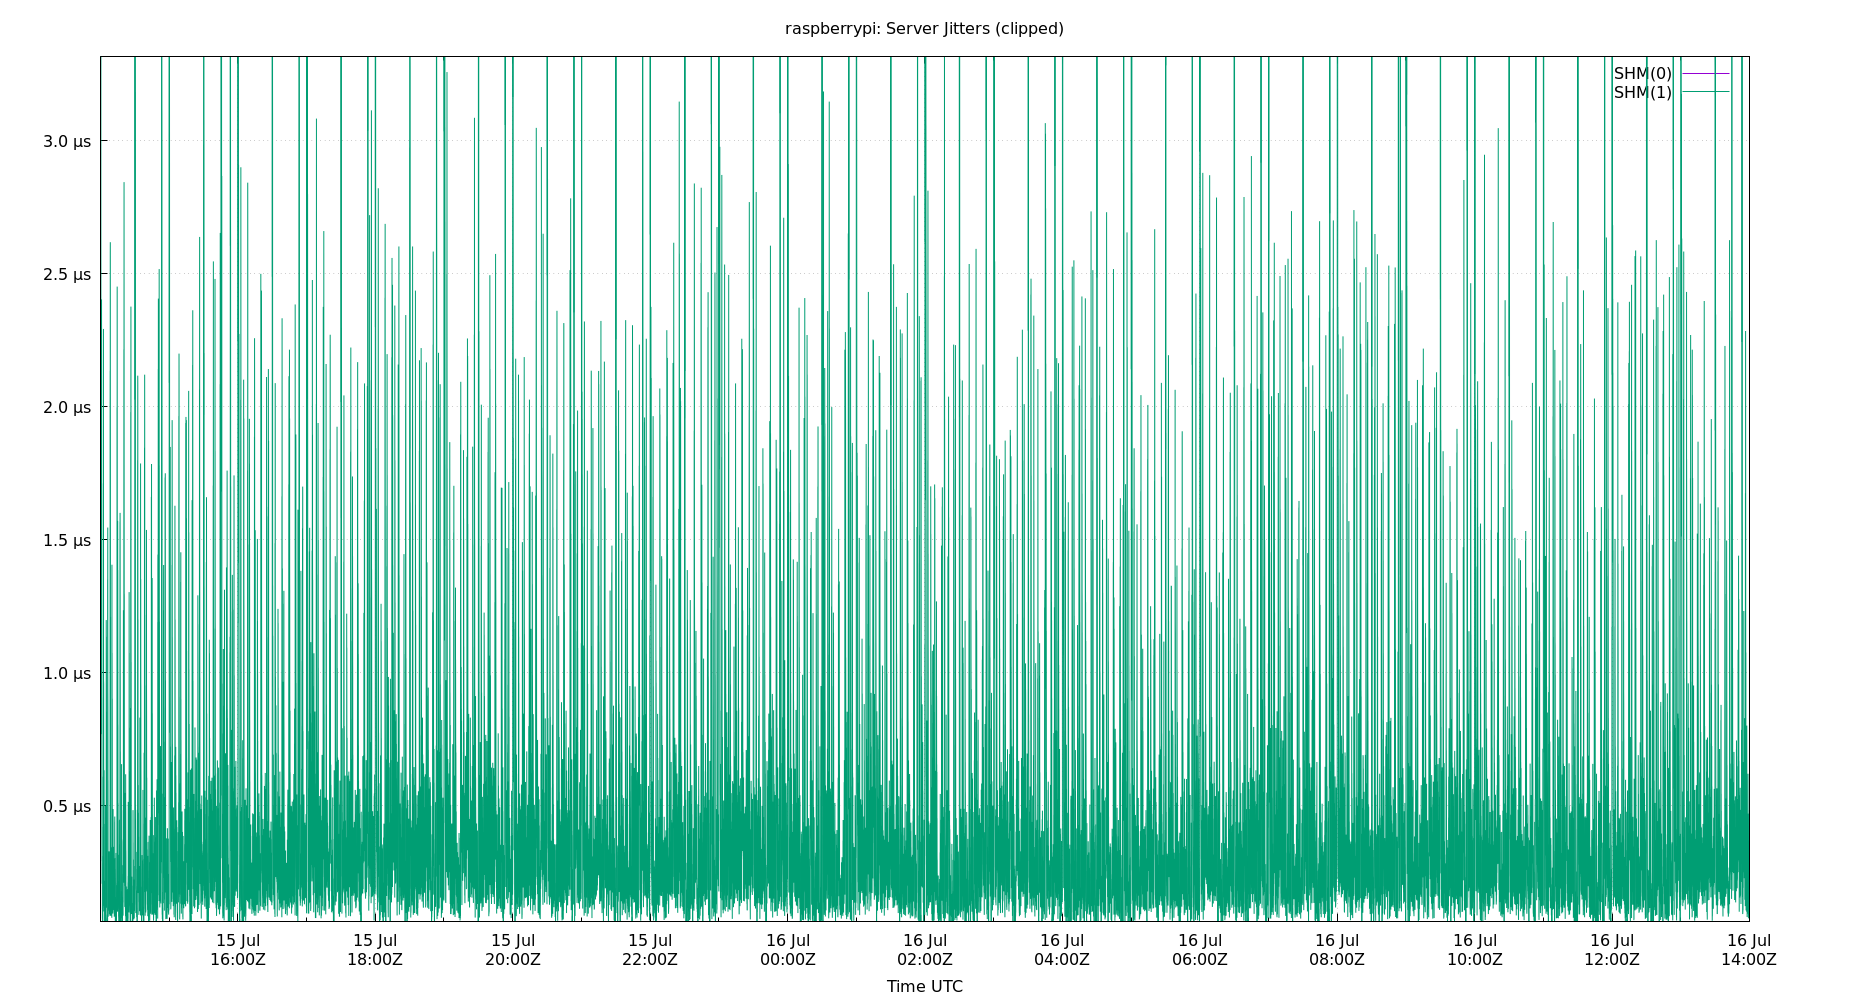 raspberrypi: Server Jitters (clipped)
SHM(0)
SHM(1)
3.0 µs
2.5 µs
2.0 µs
1.5 µs
1.0 µs
0.5 µs
15 Jul 15 Jul 15 Jul 15 Jul 16 Jul 16 Jul 16 Jul 16 Jul 16 Jul 16 Jul 16 Jul 16 Jul
16:00Z 18:00Z 20:00Z 22:00Z 00:00Z 02:00Z 04:00Z 06:00Z 08:00Z 10:00Z 12:00Z 14:00Z
Time UTC